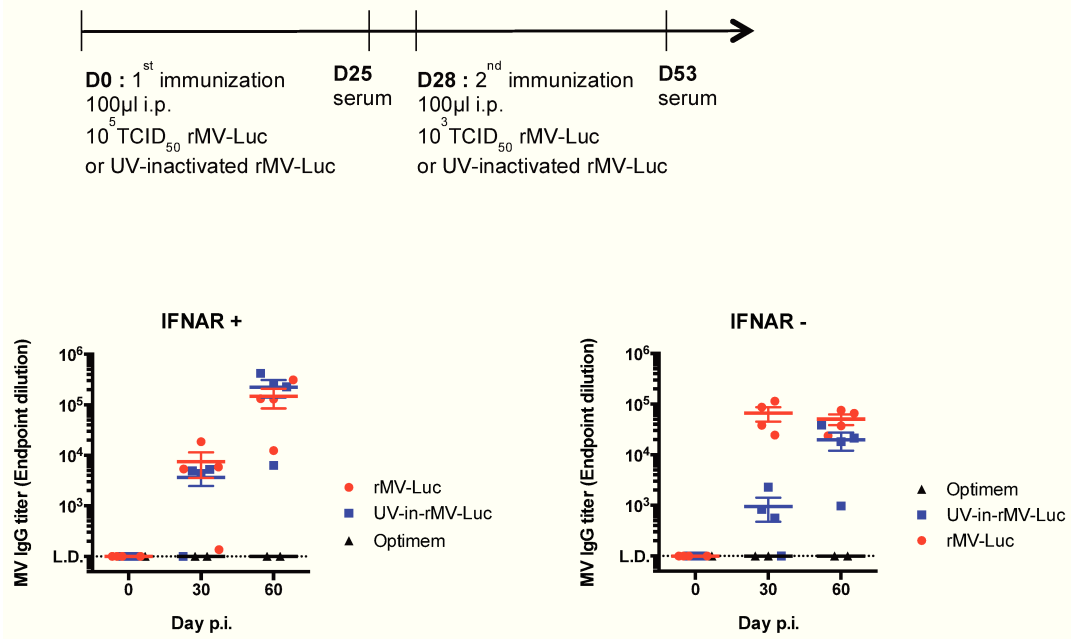 D0 : 1st immunization
100µl i.p.
10^5 TCID50 rMV-Luc
or UV-inactivated rMV-Luc
D25
serum
D28 : 2nd immunization
100µl i.p.
10^3 TCID50 rMV-Luc
or UV-inactivated rMV-Luc
D53
serum
IFNAR +
MV IgG titer (Endpoint dilution)
10^6
10^5
10^4
10^3
L.D.
0 30 60
Day p.i.
rMV-Luc
UV-in-rMV-Luc
Optimem
IFNAR -
MV IgG titer (Endpoint dilution)
10^6
10^5
10^4
10^3
L.D.
0 30 60
Day p.i.
Optimem
UV-in-rMV-Luc
rMV-Luc